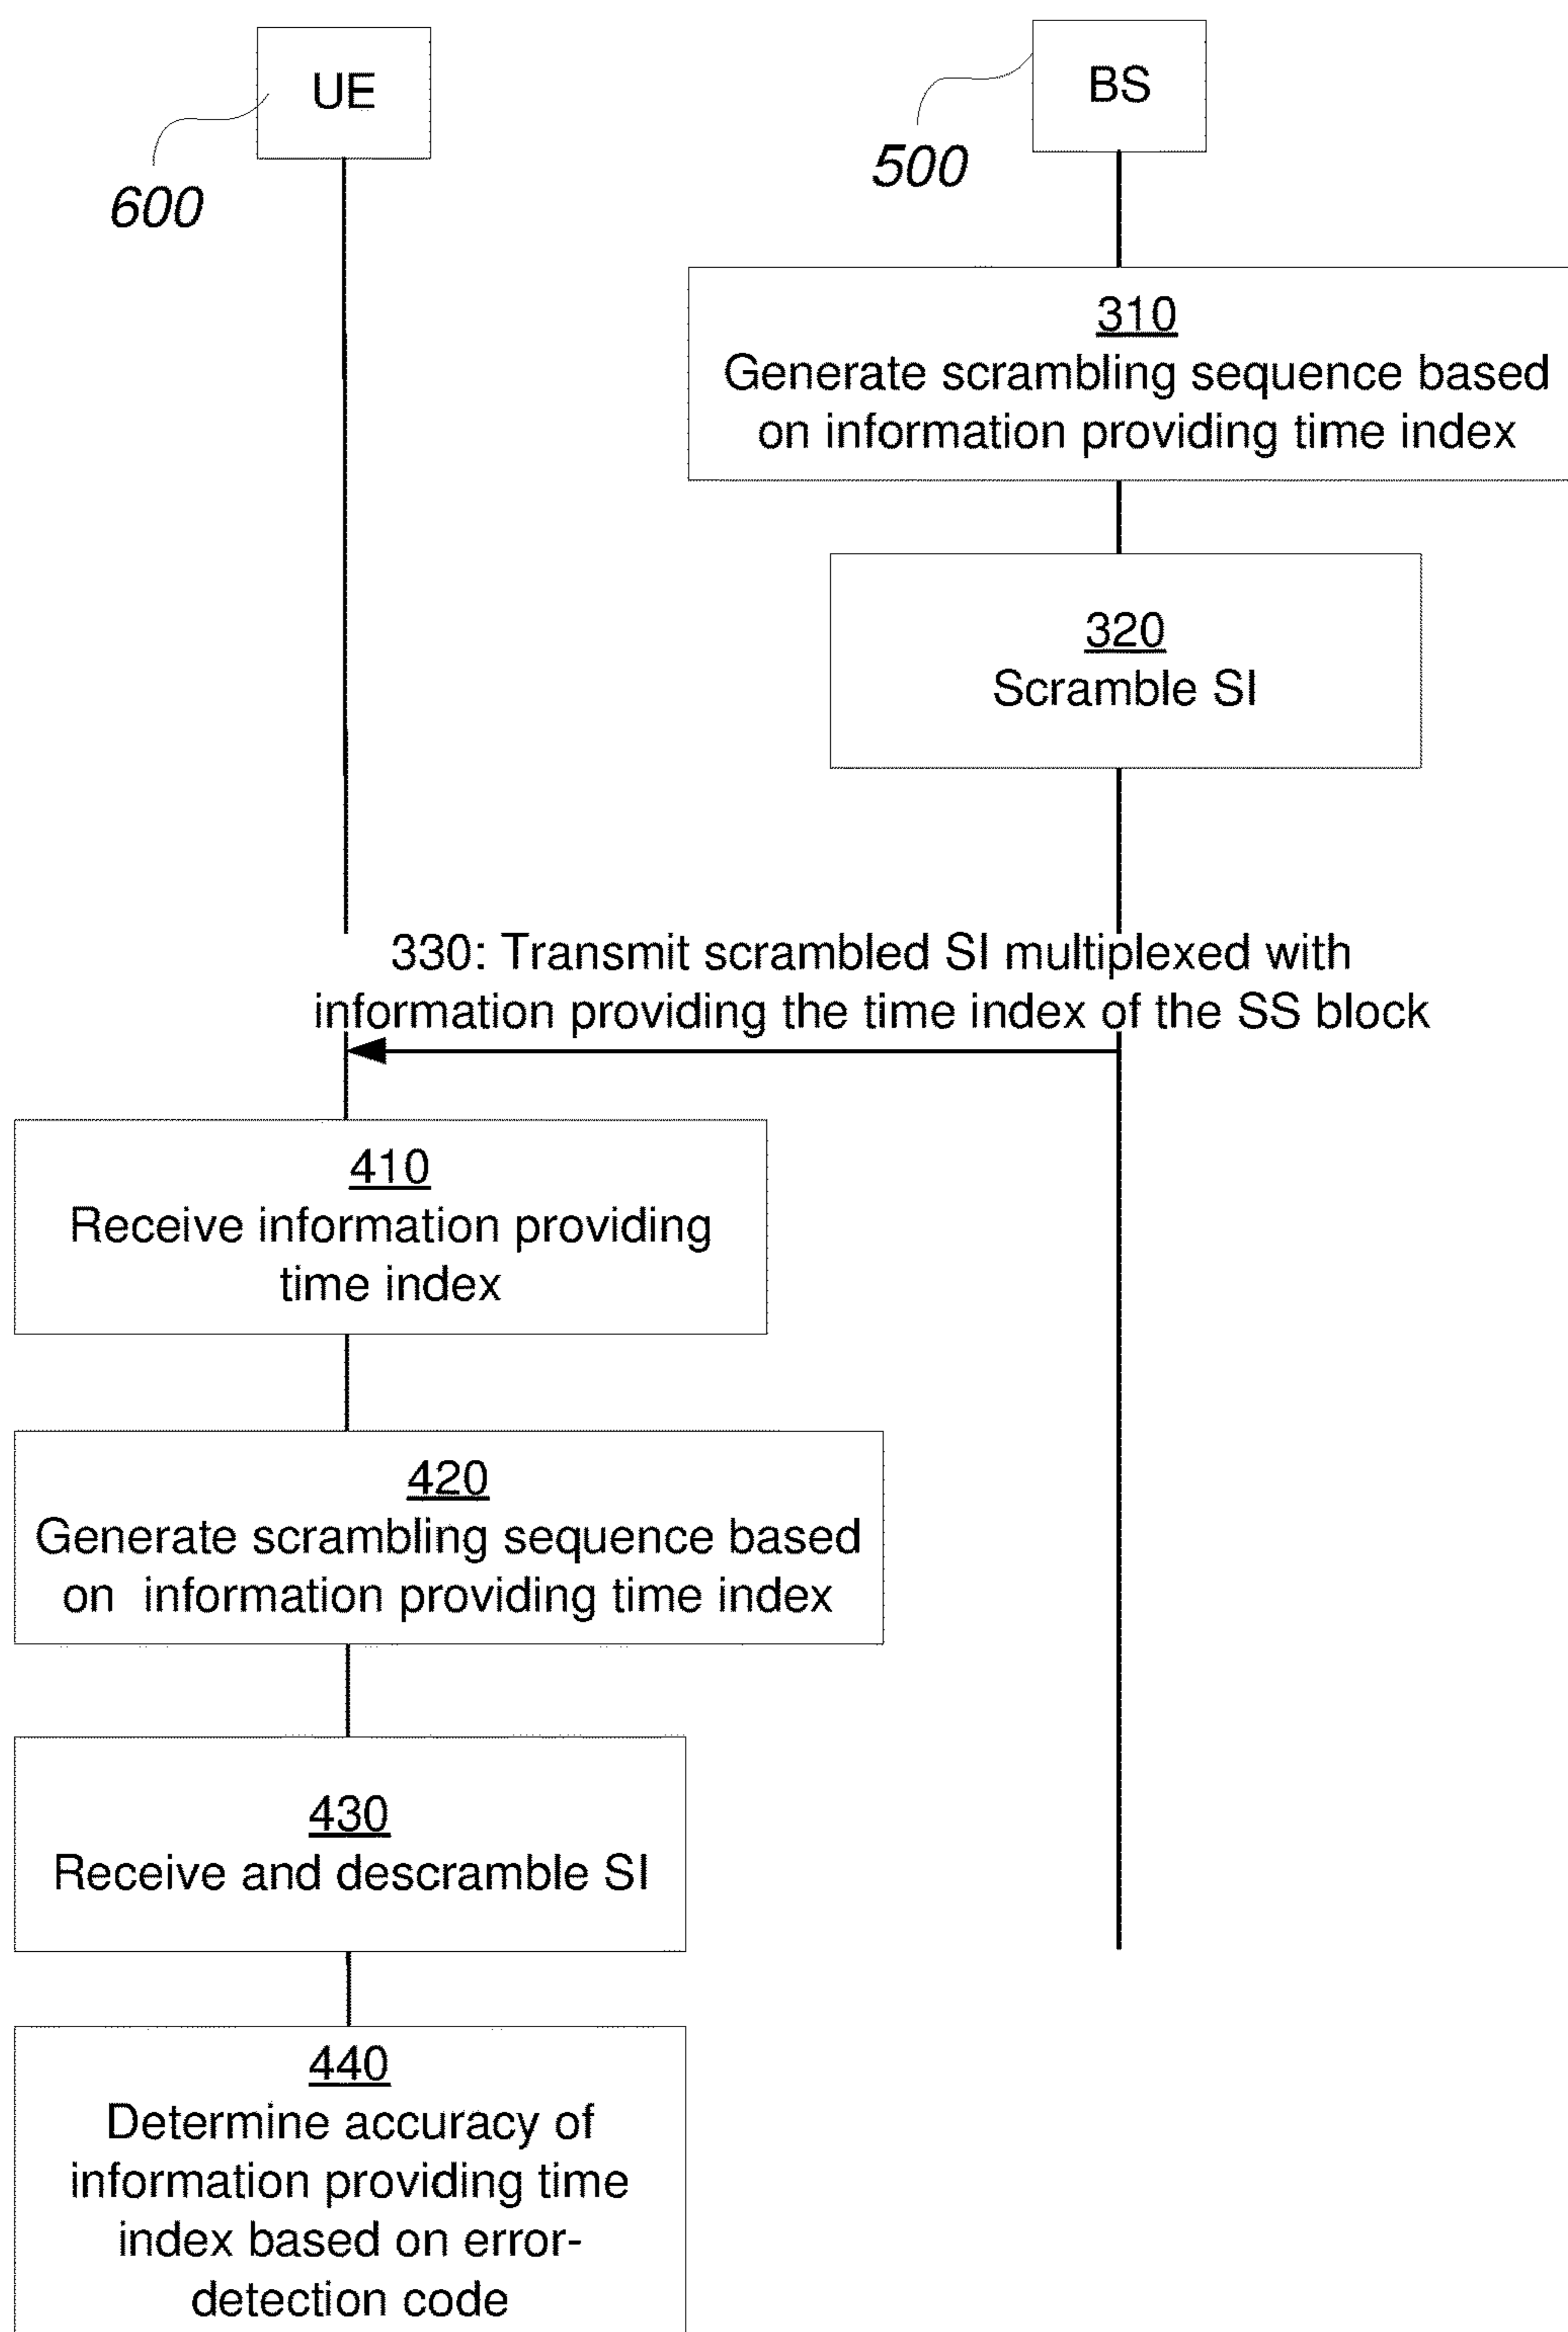 UE
BS
600
500
310
Generate scrambling sequence based
on information providing time index
320
Scramble SI
330: Transmit scrambled SI multiplexed with
information providing the time index of the SS block
410
Receive information providing
time index
420
Generate scrambling sequence based
on information providing time index
430
Receive and descramble SI
440
Determine accuracy of
information providing time
index based on error-
detection code